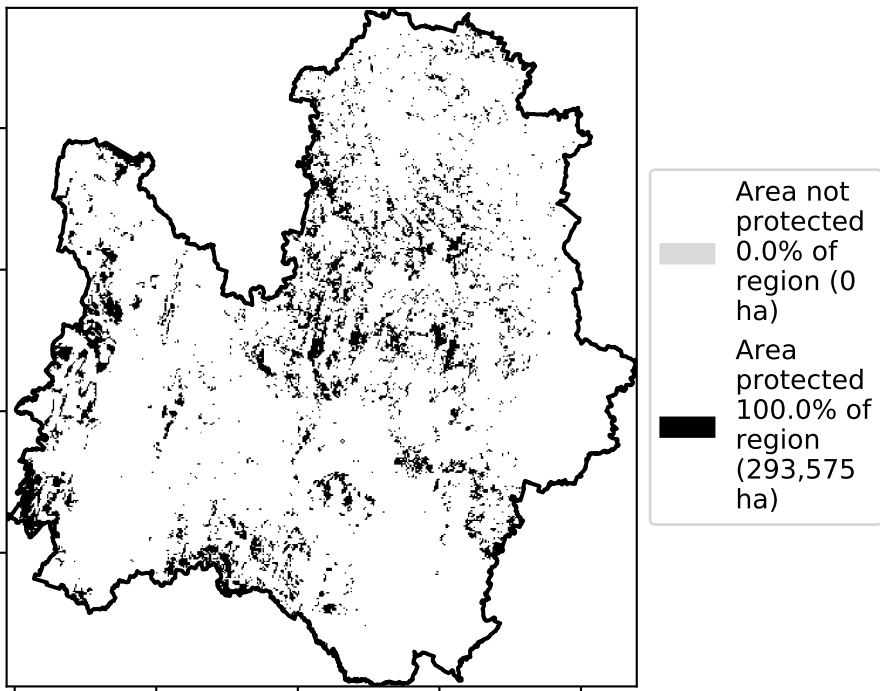 Area not
protected
0.0% of
region (0
ha)
Area
protected
100.0% of
region
(293,575
ha)